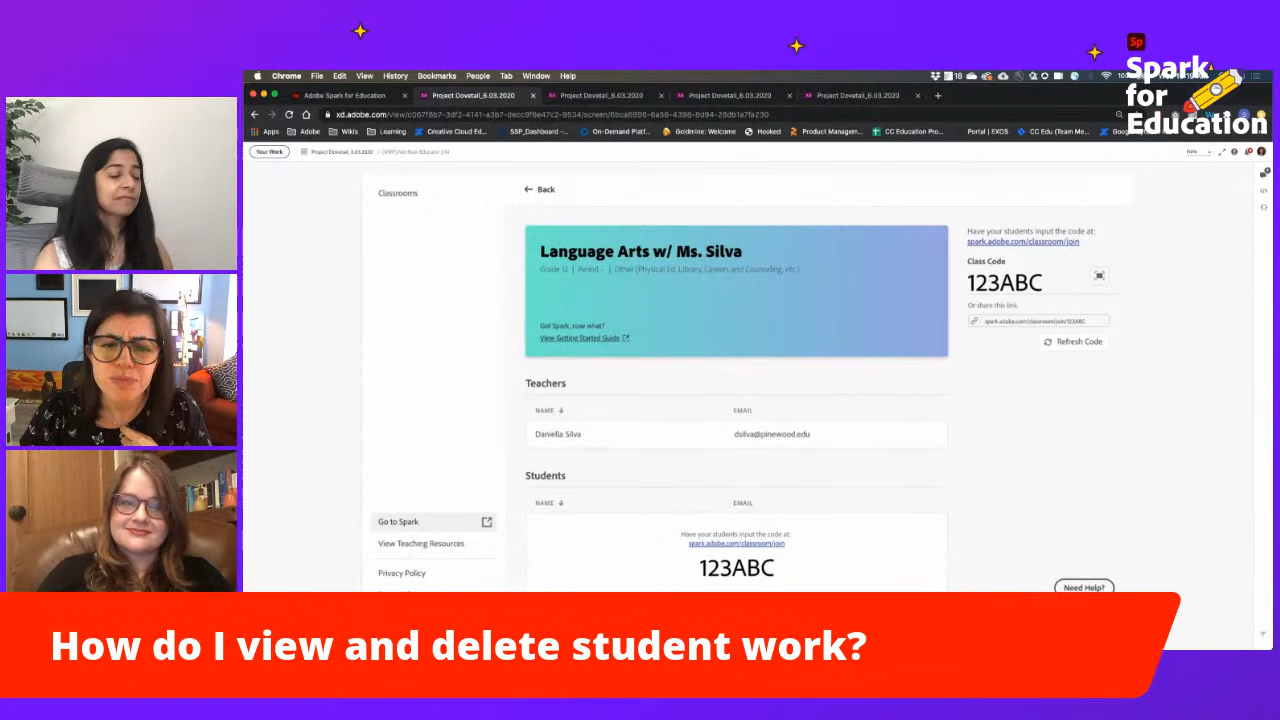 Sp
Spark
for
Education
Chrome File Edit View History Bookmarks People Tab Window Help
18
Adobe Spark for Education
Project Dovetail_6.03.2020
Project Dovetail_6.03.2020
Project Dovetail_6.03.2020
Project Dovetail_6.03.2020
Apps Adobe Wikis Learning Creative Cloud Ed... SSP_Dashboard -... On-Demand Platf... Goldmine: Welcome Hooked Product Managem... CC Education Pro... Portal | EXOS CC Edu (Team Me...
Your Work
Project Dovetail_6.03.2020
Classrooms
Back
Language Arts w/ Ms. Silva
Grade 12 | Period - | Other (Physical Ed, Library, Careers and Counseling, etc.)
Got Spark, now what?
View Getting Started Guide
Have your students input the code at:
spark.adobe.com/classroom/join
Class Code
123ABC
Or share this link:
spark.adobe.com/classroom/join/123ABC
Refresh Code
Teachers
NAME EMAIL
Daniella Silva dsilva@pinewood.edu
Students
NAME EMAIL
Have your students input the code at:
spark.adobe.com/classroom/join
123ABC
Go to Spark
View Teaching Resources
Privacy Policy
Need Help?
How do I view and delete student work?